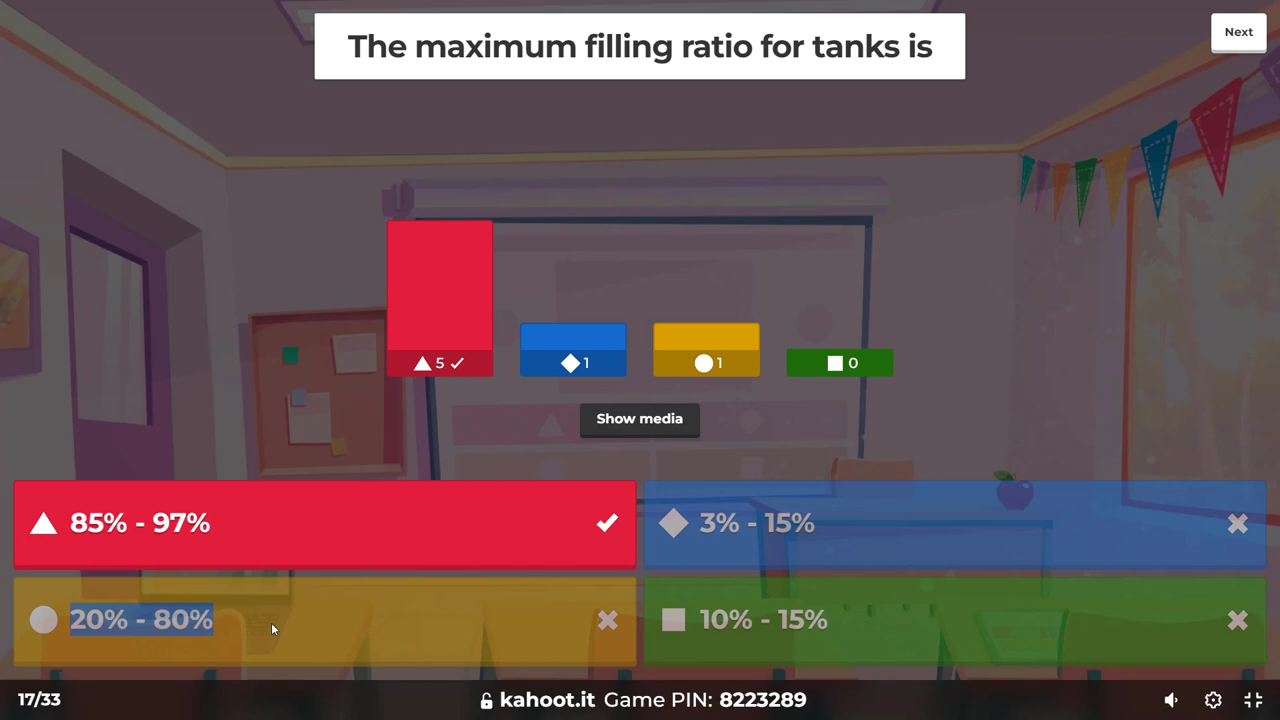 The maximum filling ratio for tanks is
Next
5
1
1
0
Show media
85% - 97%
3% - 15%
20% - 80%
10% - 15%
17/33
kahoot.it Game PIN: 8223289